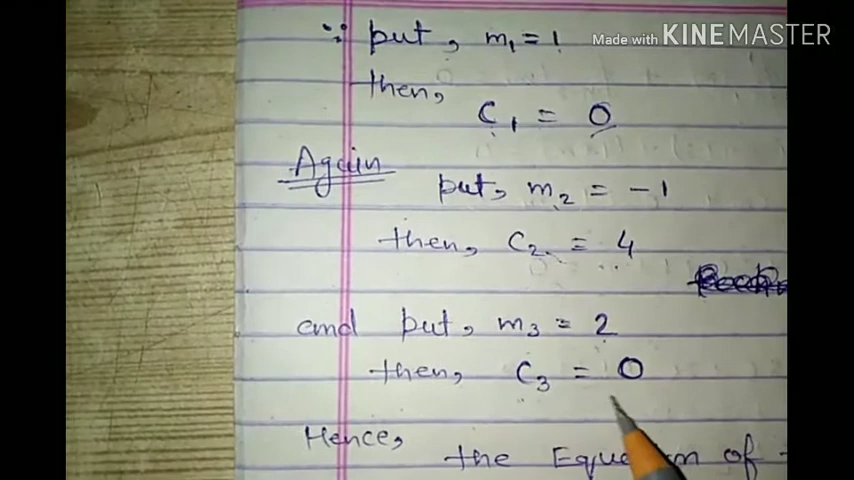 ∵ put, m₁ = 1
Made with KINEMASTER
then,
C₁ = 0
Again
put, m₂ = -1
then, C₂ = 4
and put, m₃ = 2
then, C₃ = 0
Hence,
the Equation of